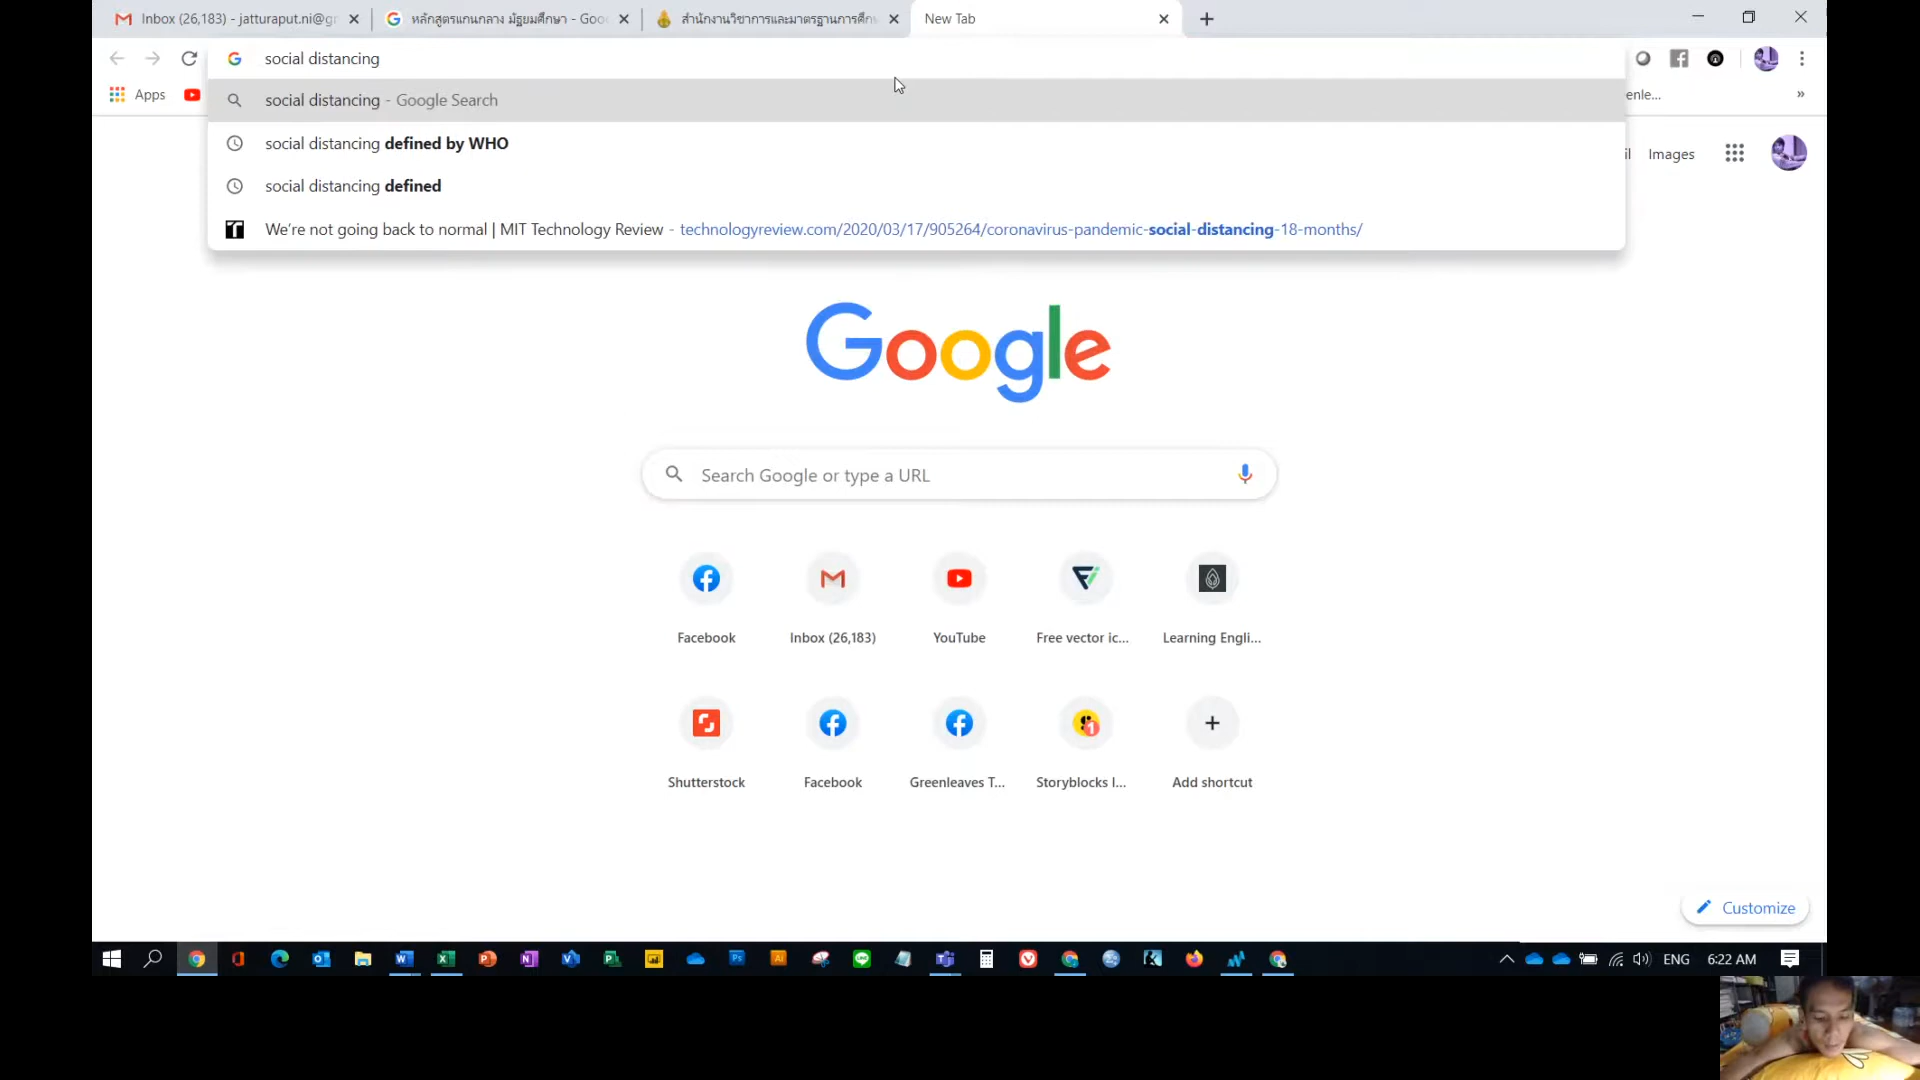 Inbox (26,183) - jatturaput.ni@gr
หลักสูตรแกนกลาง มัธยมศึกษา - Goo
สำนักงานวิชาการและมาตรฐานการศึก
New Tab
social distancing
Apps
enle...
»
social distancing - Google Search
social distancing defined by WHO
social distancing defined
We're not going back to normal | MIT Technology Review - technologyreview.com/2020/03/17/905264/coronavirus-pandemic-social-distancing-18-months/
il Images
Google
Search Google or type a URL
Facebook
Inbox (26,183)
YouTube
Free vector ic...
Learning Engli...
Shutterstock
Facebook
Greenleaves T...
Storyblocks I...
Add shortcut
Customize
ENG
6:22 AM